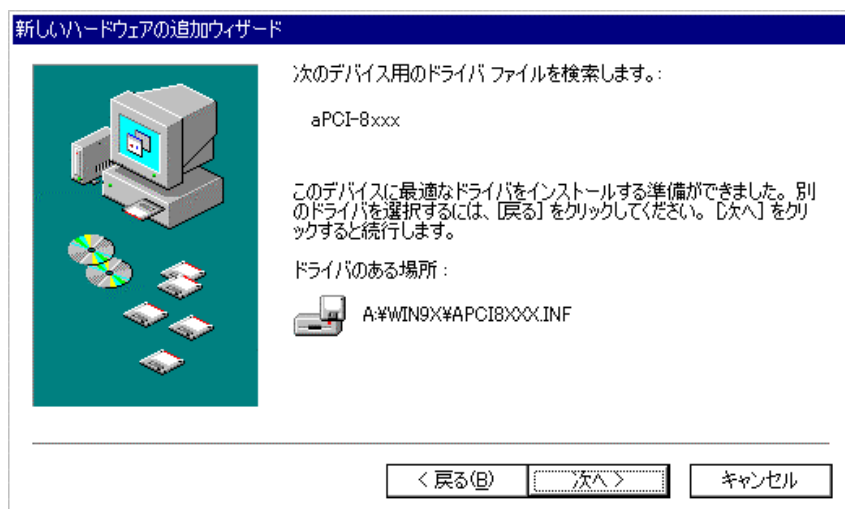 新しいハードウェアの追加ウィザード
次のデバイス用のドライバ ファイルを検索します。:
aPCI-8xxx
このデバイスに最適なドライバをインストールする準備ができました。別
のドライバを選択するには、[戻る] をクリックしてください。[次へ] をクリ
ックすると続行します。
ドライバのある場所 :
A:¥WIN9X¥APCI8XXX.INF
< 戻る(B)
次へ >
キャンセル